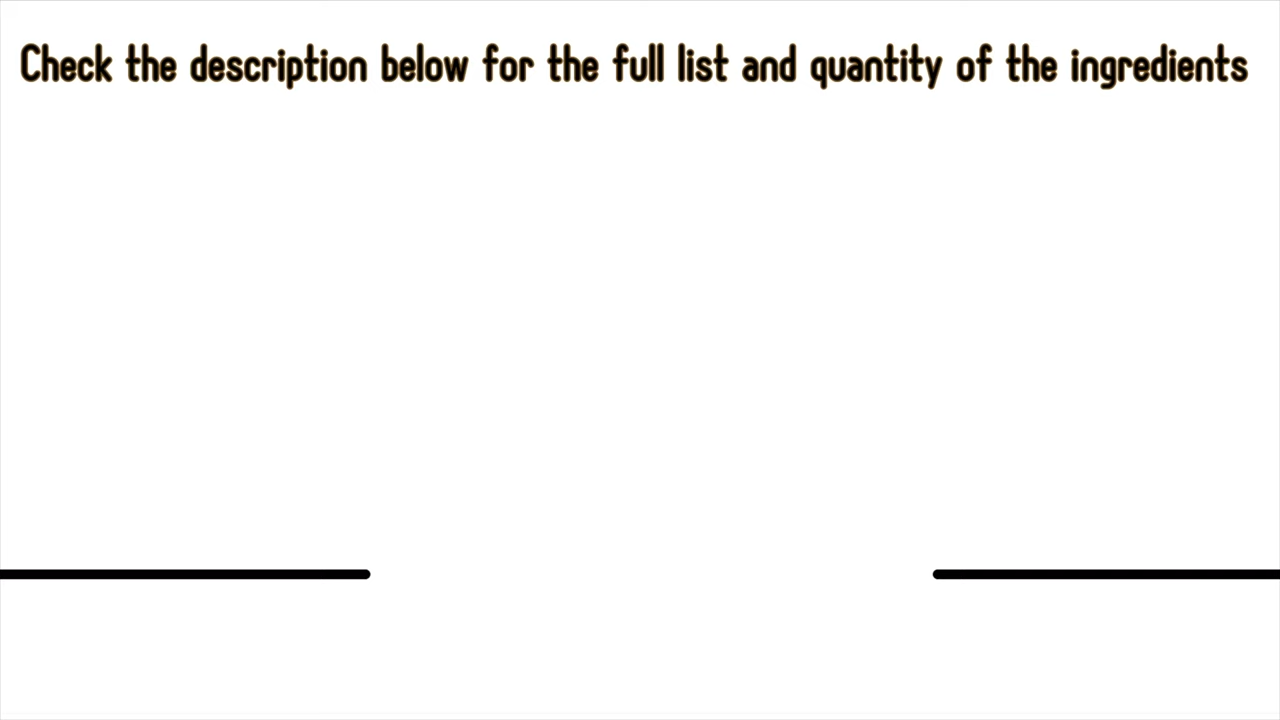 Check the description below for the full list and quantity of the ingredients